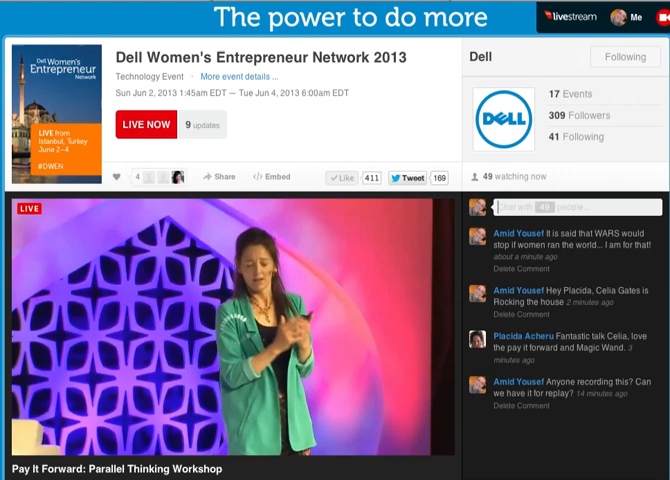 The power to do more
livestream
Me
Dell Women's
Entrepreneur
Network
LIVE from
Istanbul, Turkey
June 2–4
#DWEN
Dell Women's Entrepreneur Network 2013
Technology Event · More event details ...
Sun Jun 2, 2013 1:45am EDT — Tue Jun 4, 2013 6:00am EDT
LIVE NOW 9 updates
4 Share Embed Like 411 Tweet 169
Dell
Following
DELL
17 Events
309 Followers
41 Following
49 watching now
Chat with 49 people...
Amid Yousef It is said that WARS would
stop if women ran the world... I am for that!
about a minute ago
Delete Comment
Amid Yousef Hey Placida, Celia Gates is
Rocking the house 2 minutes ago
Delete Comment
Placida Acheru Fantastic talk Celia, love
the pay it forward and Magic Wand. 3
minutes ago
Amid Yousef Anyone recording this? Can
we have it for replay? 14 minutes ago
Delete Comment
LIVE
Pay It Forward: Parallel Thinking Workshop